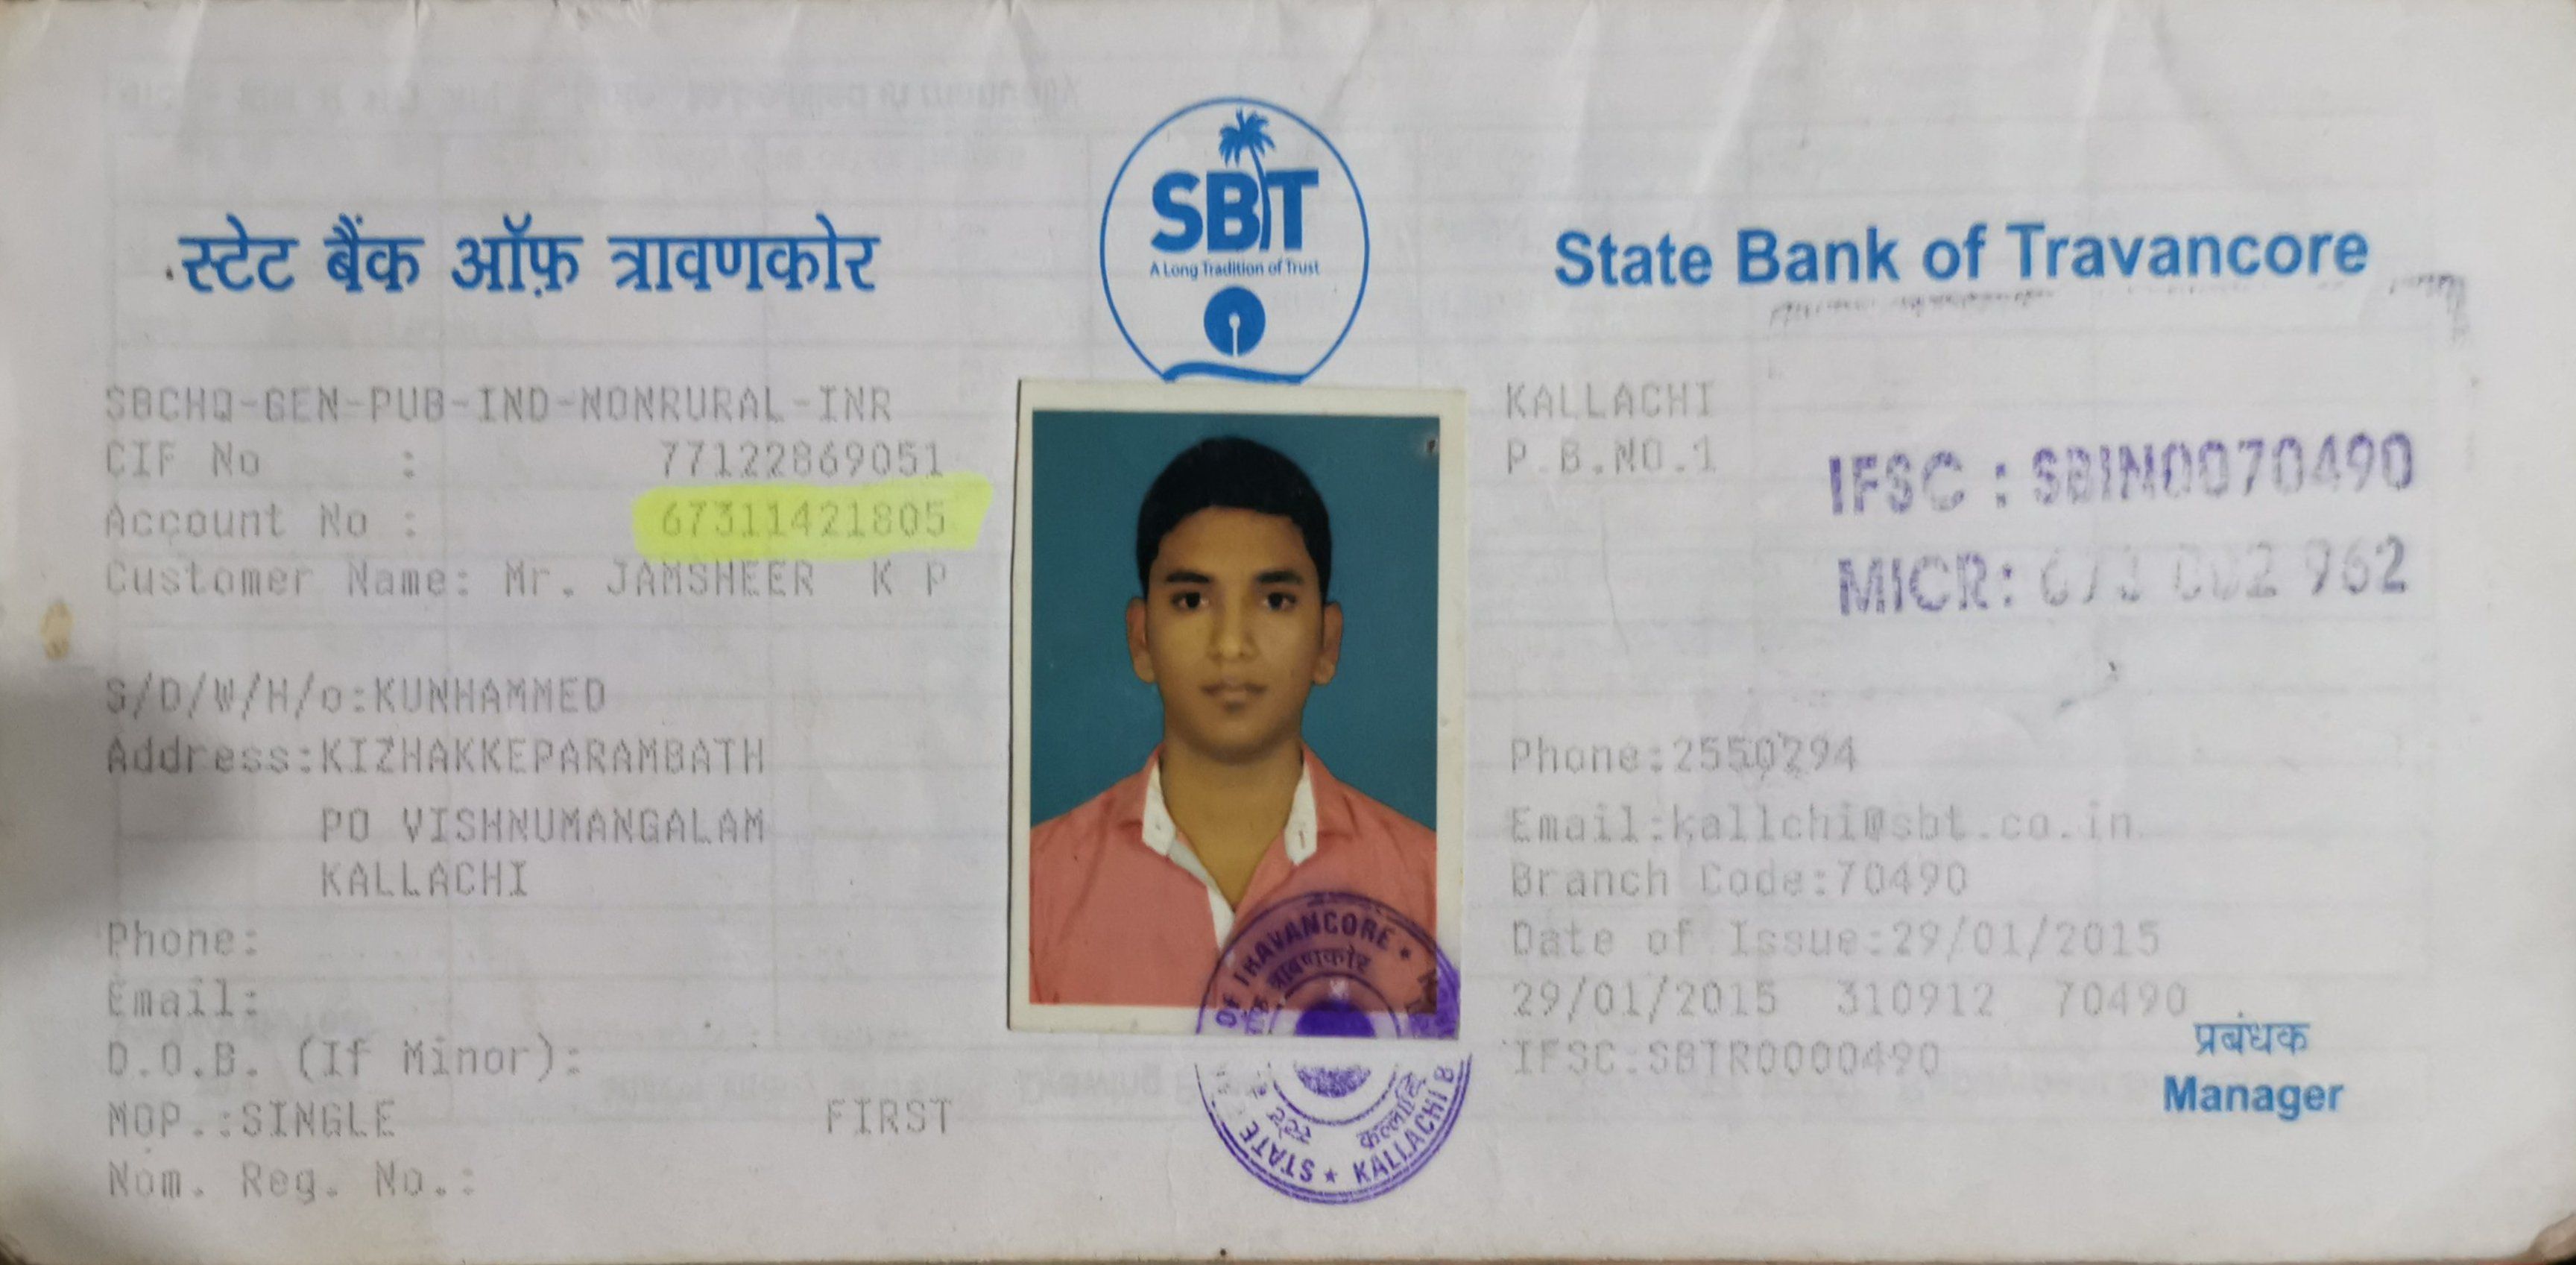 स्टेट बैंक ऑफ़ त्रावणकोर
SBT
A Long Tradition of Trust
State Bank of Travancore
SBCHQ-GEN-PUB-IND-NONRURAL-INR
CIF No : 77122869051
Account No : 67311421805
Customer Name: Mr. JAMSHEER K P
S/D/W/H/o:KUNHAMMED
Address:KIZHAKKEPARAMBATH
PO VISHNUMANGALAM
KALLACHI
Phone:
Email:
D.O.B. (If Minor):
MOP.:SINGLE FIRST
Nom. Reg. No.:
KALLACHI
P.B.NO.1
IFSC : SBIN0070490
MICR: 962
Phone:2550294
Email:kallchi@sbt.co.in
Branch Code:70490
Date of Issue:29/01/2015
29/01/2015 310912 70490
IFSC:SBTR0000490
प्रबंधक
Manager
OF TRAVANCORE *
त्रावणकोर
STATE * KALLACHI
स्टेट